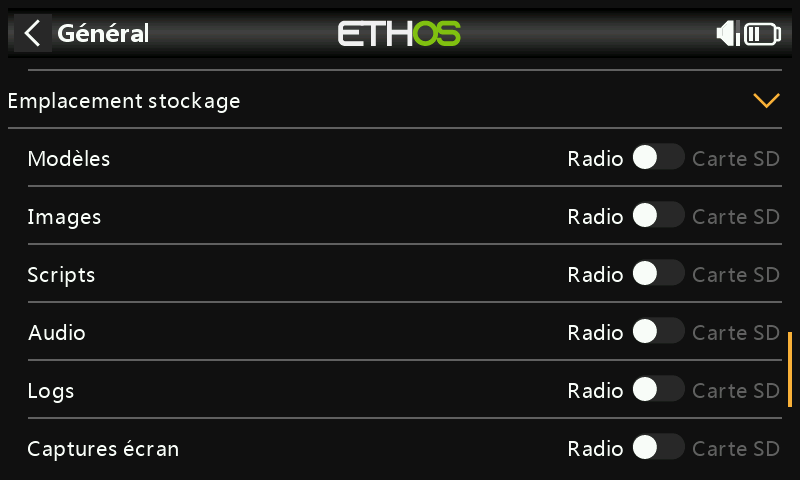 Général ETHOS
Emplacement stockage
Modèles Radio Carte SD
Images Radio Carte SD
Scripts Radio Carte SD
Audio Radio Carte SD
Logs Radio Carte SD
Captures écran Radio Carte SD